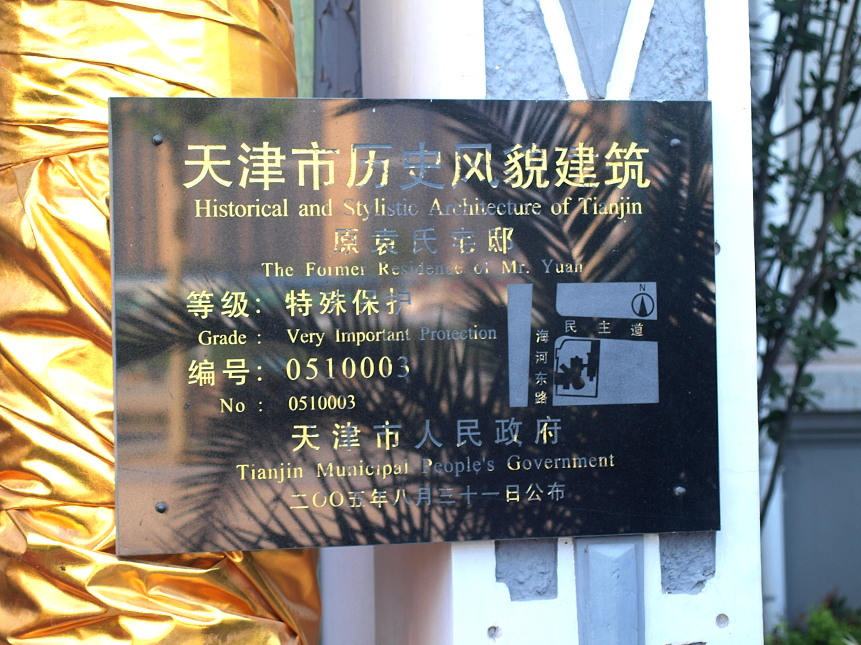 天津市历史风貌建筑
Historical and Stylistic Architecture of Tianjin
原袁氏宅邸
The Former Residence of Mr. Yuan
等级：特殊保护
Grade : Very Important Protection
编号：0510003
No : 0510003
N
民主道
海河东路
天津市人民政府
Tianjin Municipal People's Government
二〇〇五年八月三十一日公布